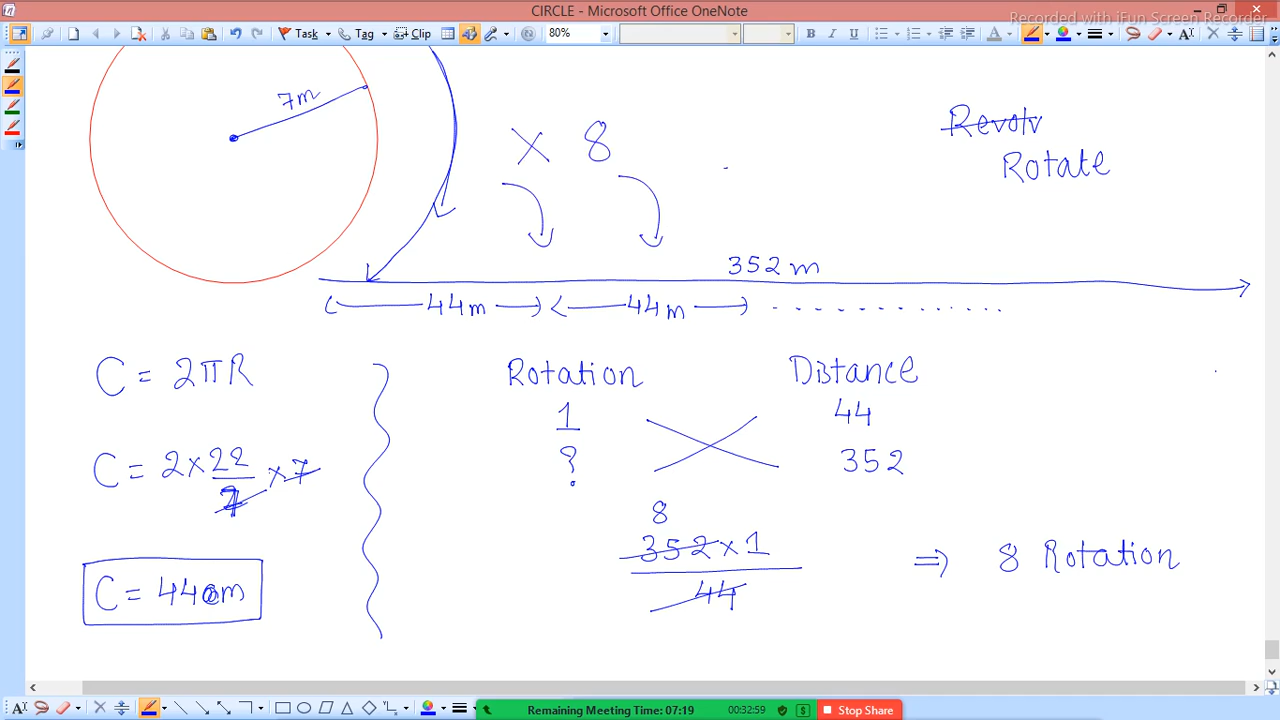 CIRCLE - Microsoft Office OneNote
Recorded with iFun Screen Recorder
Task
Tag
Clip
80%
B I U
7m
× 8
Revolv
Rotate
352 m
44m
44m
C = 2πR
C = 2 × 22/7 × 7
C = 44 m
Rotation Distance
1 44
? 352
8
352 × 1
44
⇒ 8 Rotation
Remaining Meeting Time: 07:19
00:32:59
Stop Share